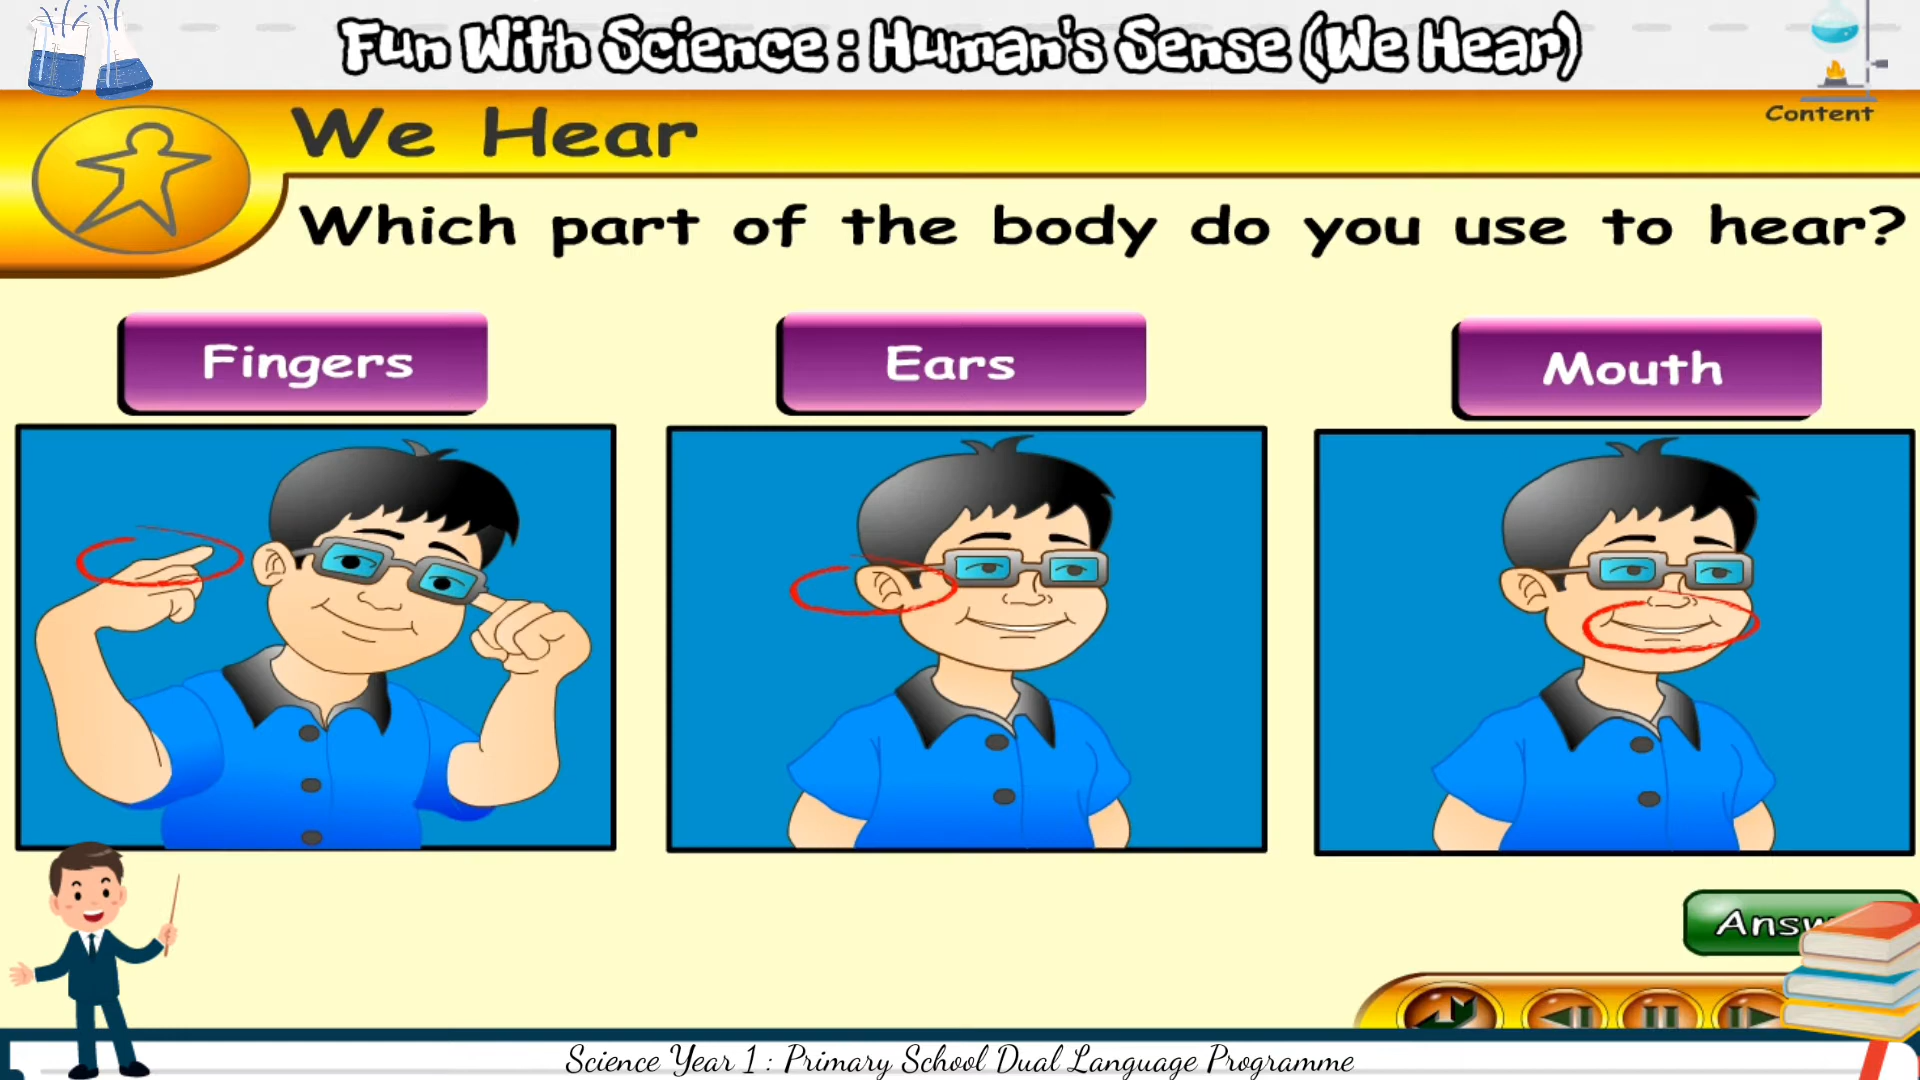 Fun With Science : Human's Sense (We Hear)
Content
We Hear
Which part of the body do you use to hear?
Fingers
Ears
Mouth
Science Year 1 : Primary School Dual Language Programme